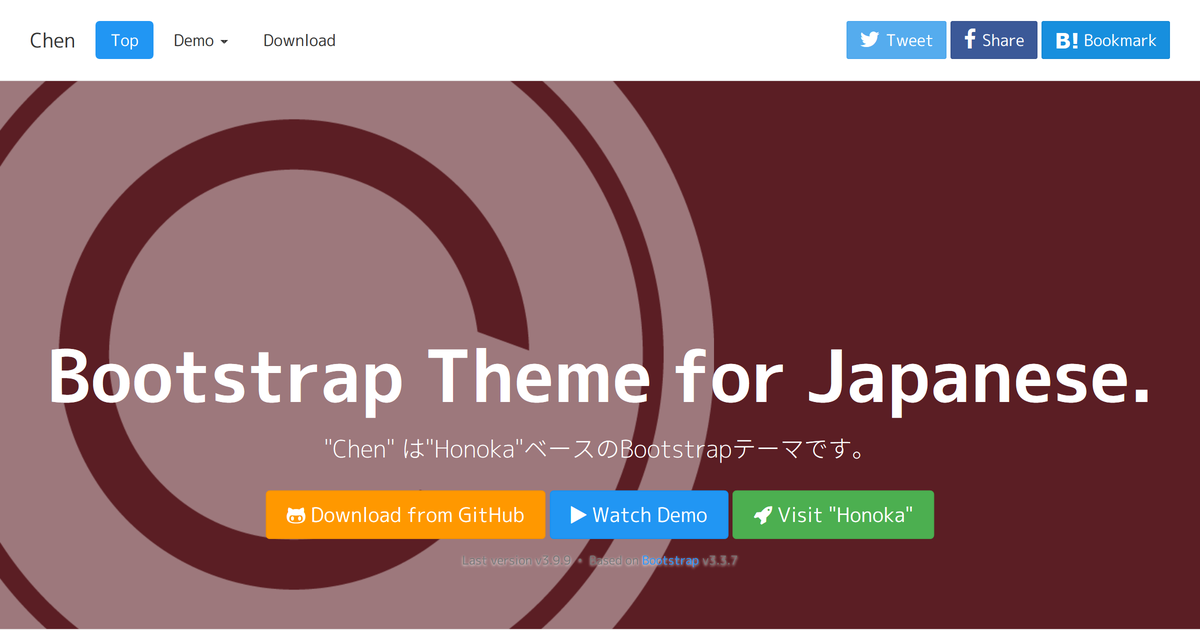 Chen Top Demo Download Tweet Share B! Bookmark
Bootstrap Theme for Japanese.
"Chen" は"Honoka"ベースのBootstrapテーマです。
Download from GitHub Watch Demo Visit "Honoka"
Last version v3.9.9 ・ Based on Bootstrap v3.3.7